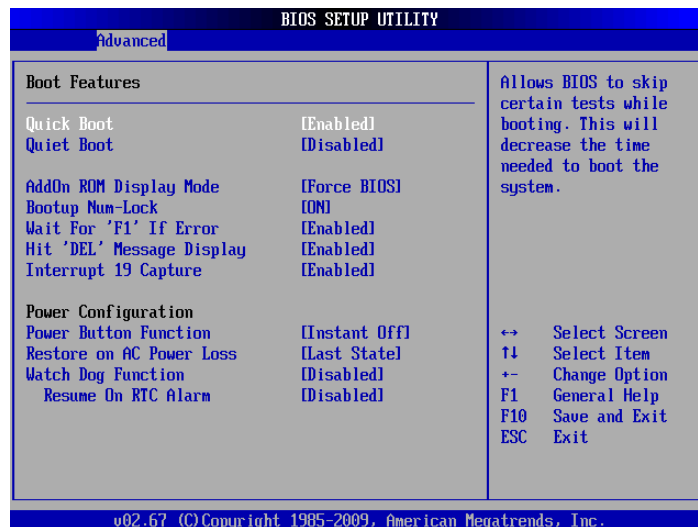 BIOS SETUP UTILITY
Advanced
Boot Features
Quick Boot [Enabled]
Quiet Boot [Disabled]
AddOn ROM Display Mode [Force BIOS]
Bootup Num-Lock [ON]
Wait For 'F1' If Error [Enabled]
Hit 'DEL' Message Display [Enabled]
Interrupt 19 Capture [Enabled]
Power Configuration
Power Button Function [Instant Off]
Restore on AC Power Loss [Last State]
Watch Dog Function [Disabled]
Resume On RTC Alarm [Disabled]
Allows BIOS to skip
certain tests while
booting. This will
decrease the time
needed to boot the
system.
↔ Select Screen
↑↓ Select Item
+- Change Option
F1 General Help
F10 Save and Exit
ESC Exit
v02.67 (C)Copyright 1985-2009, American Megatrends, Inc.